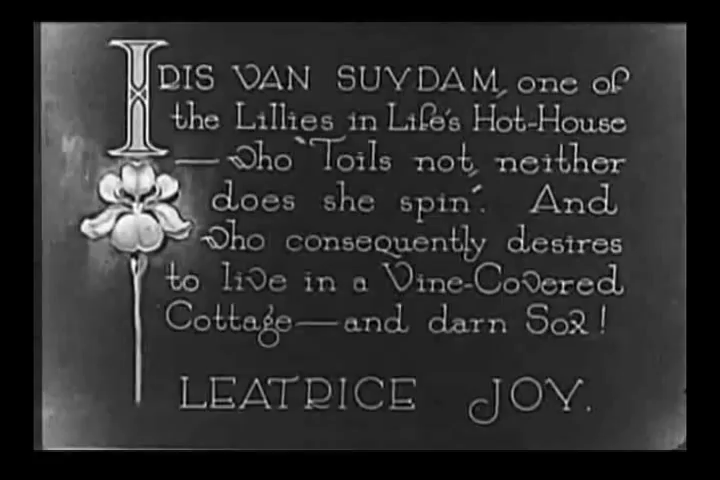 IRIS VAN SUYDAM, one of
the Lillies in Life's Hot-House
—who "Toils not, neither
does she spin". And
who consequently desires
to live in a Vine-Covered
Cottage—and darn Sox!
LEATRICE JOY.